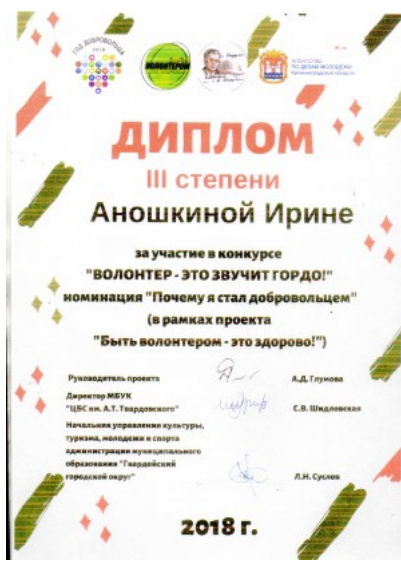 ГОД ДОБРОВОЛЬЦА
2018
ВОЛОНТЕРОМ
АГЕНТСТВО
ПО ДЕЛАМ МОЛОДЕЖИ
Калининградской области
ДИПЛОМ
III степени
Аношкиной Ирине
за участие в конкурсе
"ВОЛОНТЕР - ЭТО ЗВУЧИТ ГОРДО!"
номинация "Почему я стал добровольцем"
(в рамках проекта
"Быть волонтером - это здорово!")
Руководитель проекта
А.Д. Глумова
Директор МБУК
"ЦБС им. А.Т. Твардовского"
С.В. Шидловская
Начальник управления культуры,
туризма, молодежи и спорта
администрации муниципального
образования "Гвардейский
городской округ"
Л.Н. Суслов
2018 г.